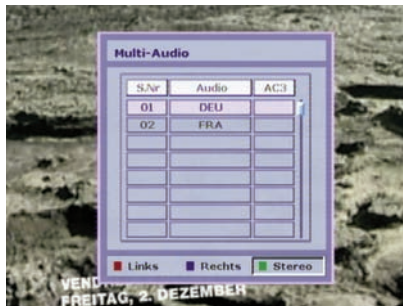 Multi-Audio
S.Nr Audio AC3
01 DEU
02 FRA
Links Rechts Stereo
FREITAG, 2. DEZEMBER